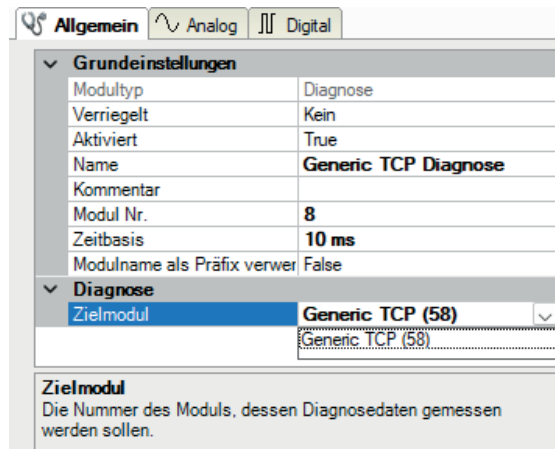 Allgemein Analog Digital
Grundeinstellungen
Modultyp Diagnose
Verriegelt Kein
Aktiviert True
Name Generic TCP Diagnose
Kommentar
Modul Nr. 8
Zeitbasis 10 ms
Modulname als Präfix verwer False
Diagnose
Zielmodul Generic TCP (58)
Generic TCP (58)
Zielmodul
Die Nummer des Moduls, dessen Diagnosedaten gemessen
werden sollen.